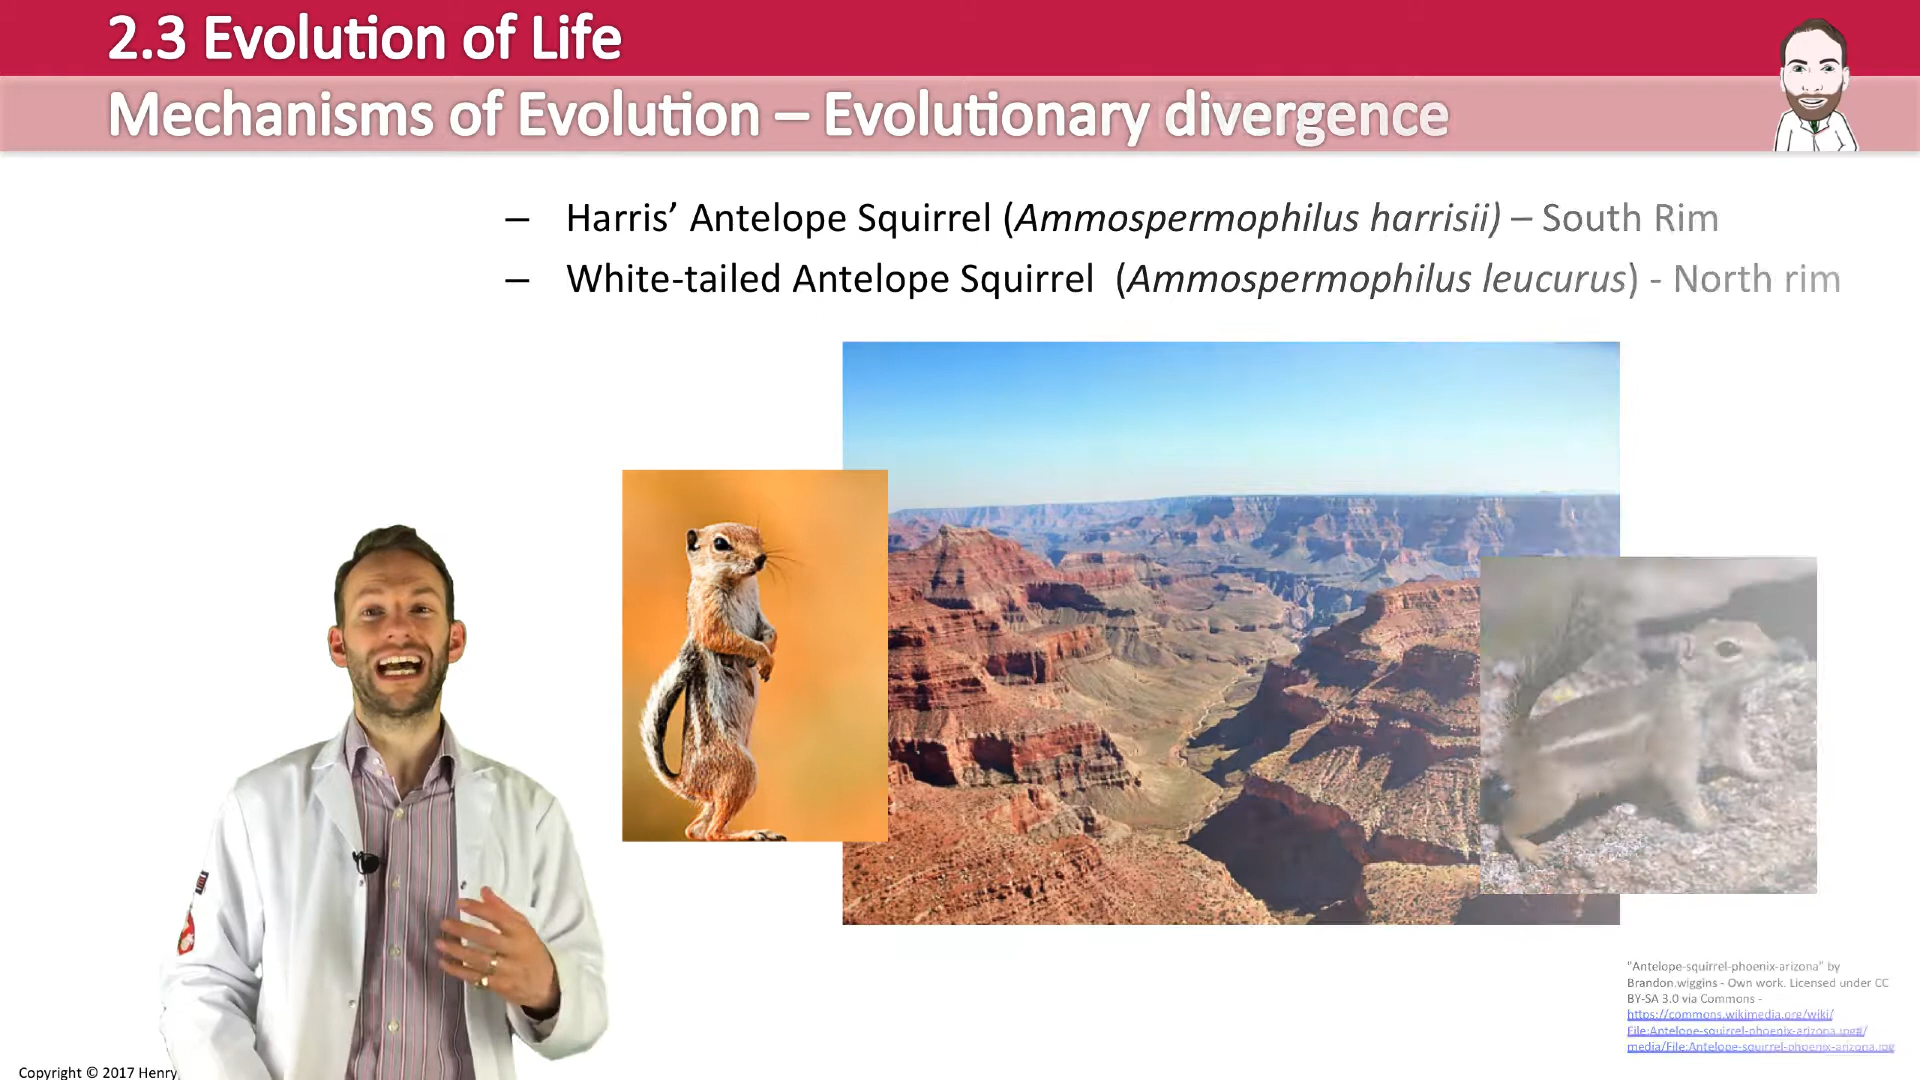 2.3 Evolution of Life
Mechanisms of Evolution – Evolutionary divergence
– Harris’ Antelope Squirrel (Ammospermophilus harrisii) – South Rim
– White-tailed Antelope Squirrel (Ammospermophilus leucurus) - North rim
"Antelope-squirrel-phoenix-arizona" by
Brandon.wiggins - Own work. Licensed under CC
BY-SA 3.0 via Commons -
https://commons.wikimedia.org/wiki/
File:Antelope-squirrel-phoenix-arizona.jpg#/
media/File:Antelope-squirrel-phoenix-arizona.jpg
Copyright © 2017 Henry